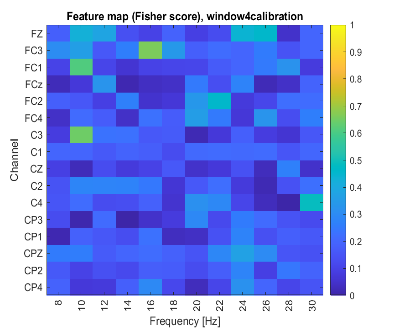 Feature map (Fisher score), window4calibration
Channel
FZ
FC3
FC1
FCz
FC2
FC4
C3
C1
CZ
C2
C4
CP3
CP1
CPZ
CP2
CP4
8 10 12 14 16 18 20 22 24 26 28 30
Frequency [Hz]
1
0.9
0.8
0.7
0.6
0.5
0.4
0.3
0.2
0.1
0